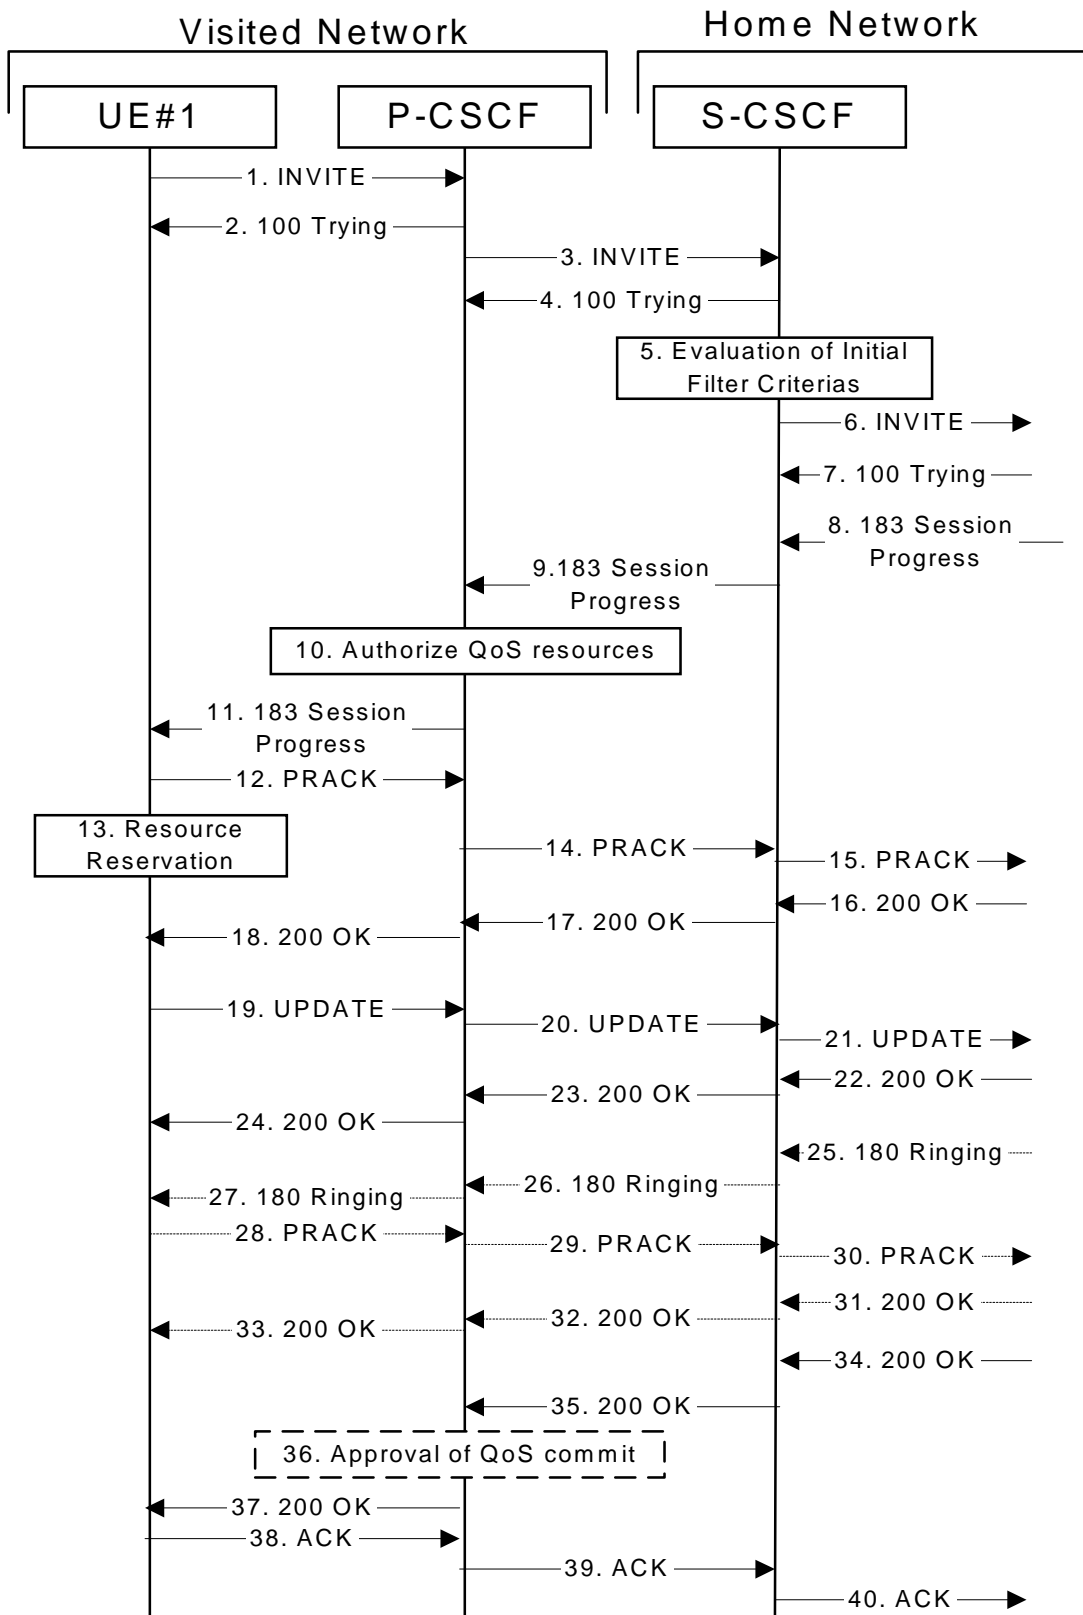 Visited Network
Home Network
UE#1
P-CSCF
S-CSCF
1. INVITE
2. 100 Trying
3. INVITE
4. 100 Trying
5. Evaluation of Initial
Filter Criterias
6. INVITE
7. 100 Trying
8. 183 Session
Progress
9.183 Session
Progress
10. Authorize QoS resources
11. 183 Session
Progress
12. PRACK
13. Resource
Reservation
14. PRACK
15. PRACK
16. 200 OK
17. 200 OK
18. 200 OK
19. UPDATE
20. UPDATE
21. UPDATE
22. 200 OK
23. 200 OK
24. 200 OK
25. 180 Ringing
26. 180 Ringing
27. 180 Ringing
28. PRACK
29. PRACK
30. PRACK
31. 200 OK
32. 200 OK
33. 200 OK
34. 200 OK
35. 200 OK
36. Approval of QoS commit
37. 200 OK
38. ACK
39. ACK
40. ACK